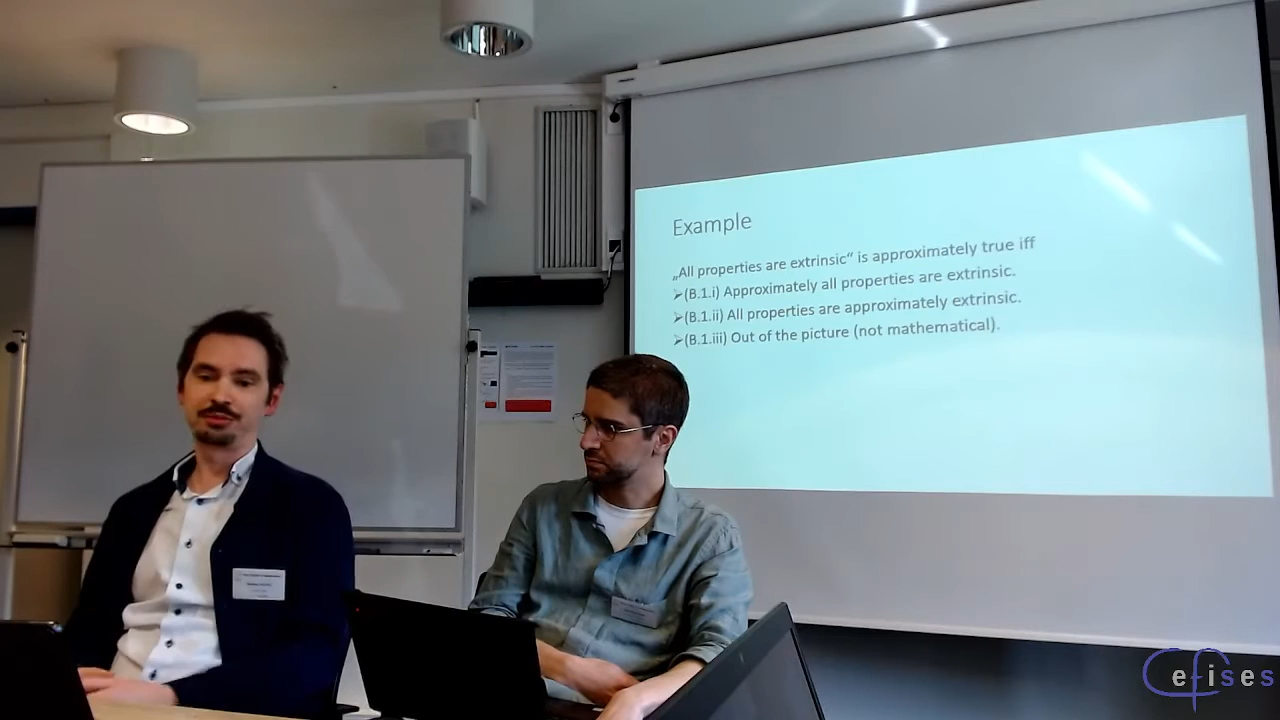 Example
„All properties are extrinsic“ is approximately true iff
➢(B.1.i) Approximately all properties are extrinsic.
➢(B.1.ii) All properties are approximately extrinsic.
➢(B.1.iii) Out of the picture (not mathematical).
Cefises